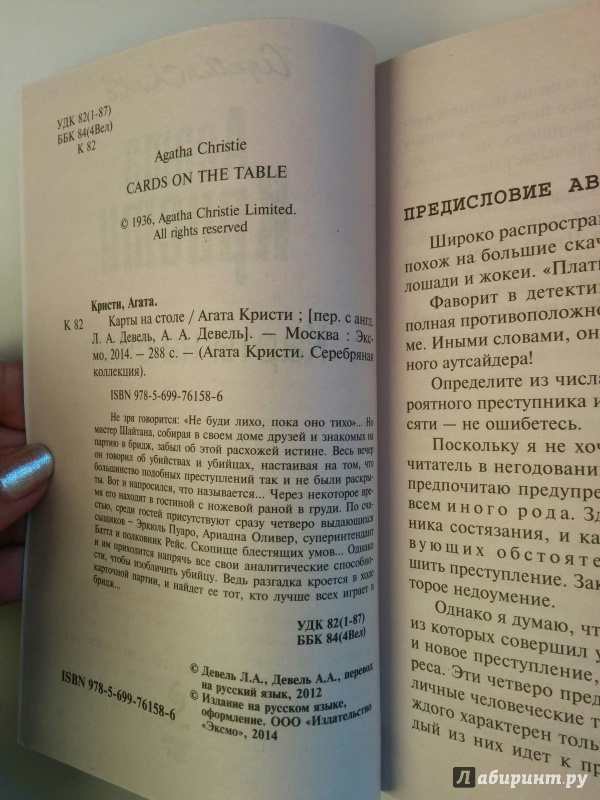 УДК 82(1-87)
ББК 84(4Вел)
К 82
Agatha Christie
CARDS ON THE TABLE
© 1936, Agatha Christie Limited.
All rights reserved
Кристи, Агата.
К 82 Карты на столе / Агата Кристи ; [пер. с англ.
Л. А. Девель, А. А. Девель]. — Москва : Экс-
мо, 2014. — 288 с. — (Агата Кристи. Серебряная
коллекция).
ISBN 978-5-699-76158-6
Не зря говорится: «Не буди лихо, пока оно тихо»... Но
мистер Шайтана, собирая в своем доме друзей и знакомых на
партию в бридж, забыл об этой расхожей истине. Весь вечер
он говорил об убийствах и убийцах, настаивая на том, что
большинство подобных преступлений так и не были раскры-
ты. Вот и напросился, что называется... Через некоторое вре-
мя его находят в гостиной с ножевой раной в груди. По сча-
стью, среди гостей присутствуют сразу четверо выдающихся
сыщиков – Эркюль Пуаро, Ариадна Оливер, суперинтендант
Баттл и полковник Рейс. Скопище блестящих умов... Однако
и им приходится напрячь все свои аналитические способно-
сти, чтобы изобличить убийцу. Ведь разгадка кроется в ходе
карточной партии, и найдет ее тот, кто лучше всех играет в
бридж...
УДК 82(1-87)
ББК 84(4Вел)
© Девель Л.А., Девель А.А., перевод
на русский язык, 2012
© Издание на русском языке,
оформление. ООО «Издательство
«Эксмо», 2014
ISBN 978-5-699-76158-6
ПРЕДИСЛОВИЕ АВ
Широко распростран
похож на большие скач
лошади и жокеи. «Плати
Фаворит в детектив
полная противоположно
ме. Иными словами, он
ного аутсайдера!
Определите из числа
роятного преступника и
сяти — не ошибетесь.
Поскольку я не хоч
читатель в негодовании
предпочитаю предупре
всем иного рода. Зд
ника состязания, и ка
вующих обстояте
шить преступление. Зак
торое недоумение.
Однако я думаю, чт
из которых совершил у
и новое преступление,
реса. Эти четверо пред
личные человеческие т
ждого характерен толь
дый из них идет к пр
Лабиринт.ру